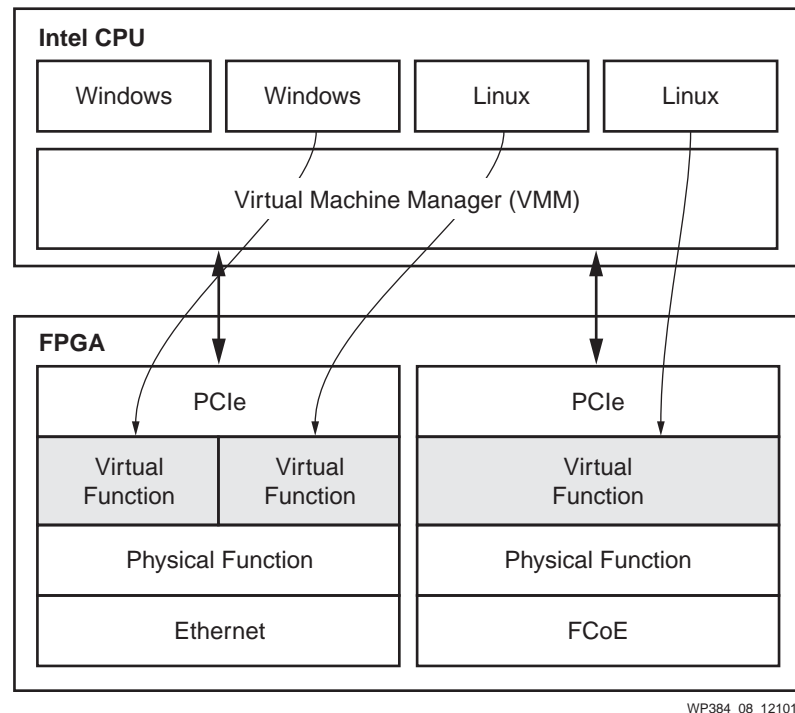 Intel CPU
Windows
Windows
Linux
Linux
Virtual Machine Manager (VMM)
FPGA
PCIe
PCIe
Virtual
Function
Virtual
Function
Virtual
Function
Physical Function
Physical Function
Ethernet
FCoE
WP384_08_12101